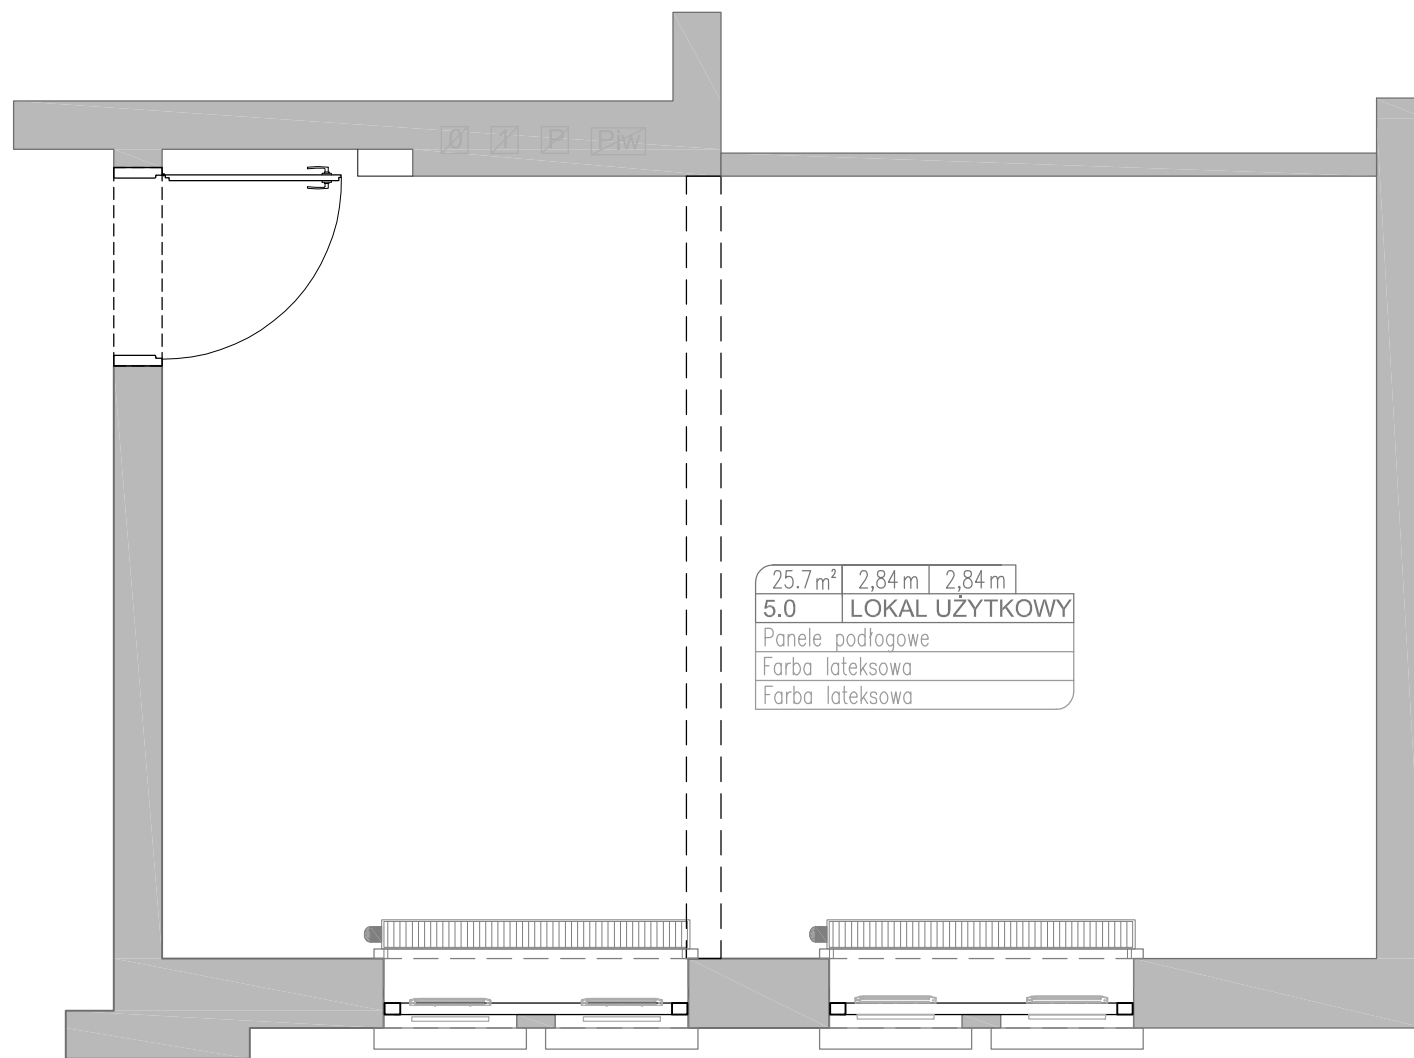 0 1 P Piw
25.7 m² 2,84 m 2,84 m
5.0 LOKAL UŻYTKOWY
Panele podłogowe
Farba lateksowa
Farba lateksowa